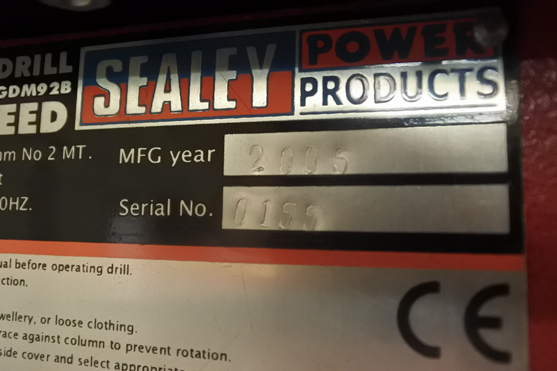 DRILL
GDM92B
EED
SEALEY
POWER
PRODUCTS
m No 2 MT.
MFG year 2005
0HZ.
Serial No. 0155
ual before operating drill.
ction.
wellery, or loose clothing.
race against column to prevent rotation.
side cover and select appropriate
CE